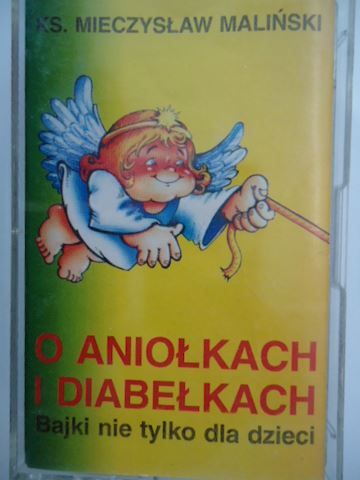 KS. MIECZYSŁAW MALIŃSKI
O ANIOŁKACH
I DIABEŁKACH
Bajki nie tylko dla dzieci